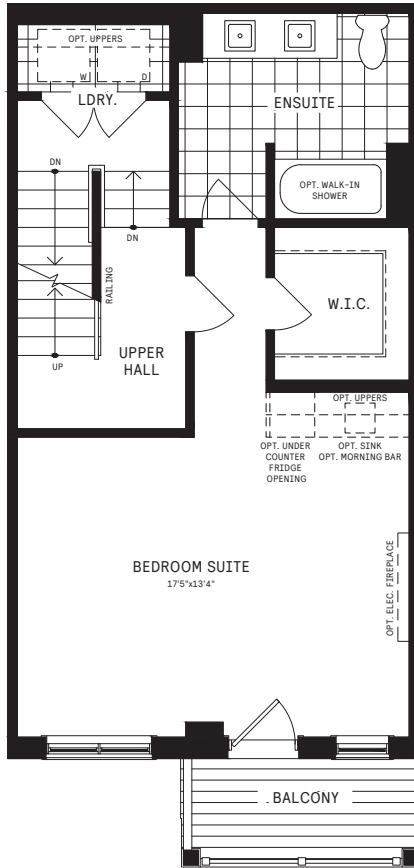 OPT. UPPERS
W
D
LDRY.
ENSUITE
DN
OPT. WALK-IN
SHOWER
DN
RAILING
W.I.C.
UPPER
HALL
UP
OPT. UPPERS
OPT. UNDER
COUNTER
FRIDGE
OPENING
OPT. SINK
OPT. MORNING BAR
OPT. ELEC. FIREPLACE
BEDROOM SUITE
17'5"x13'4"
BALCONY